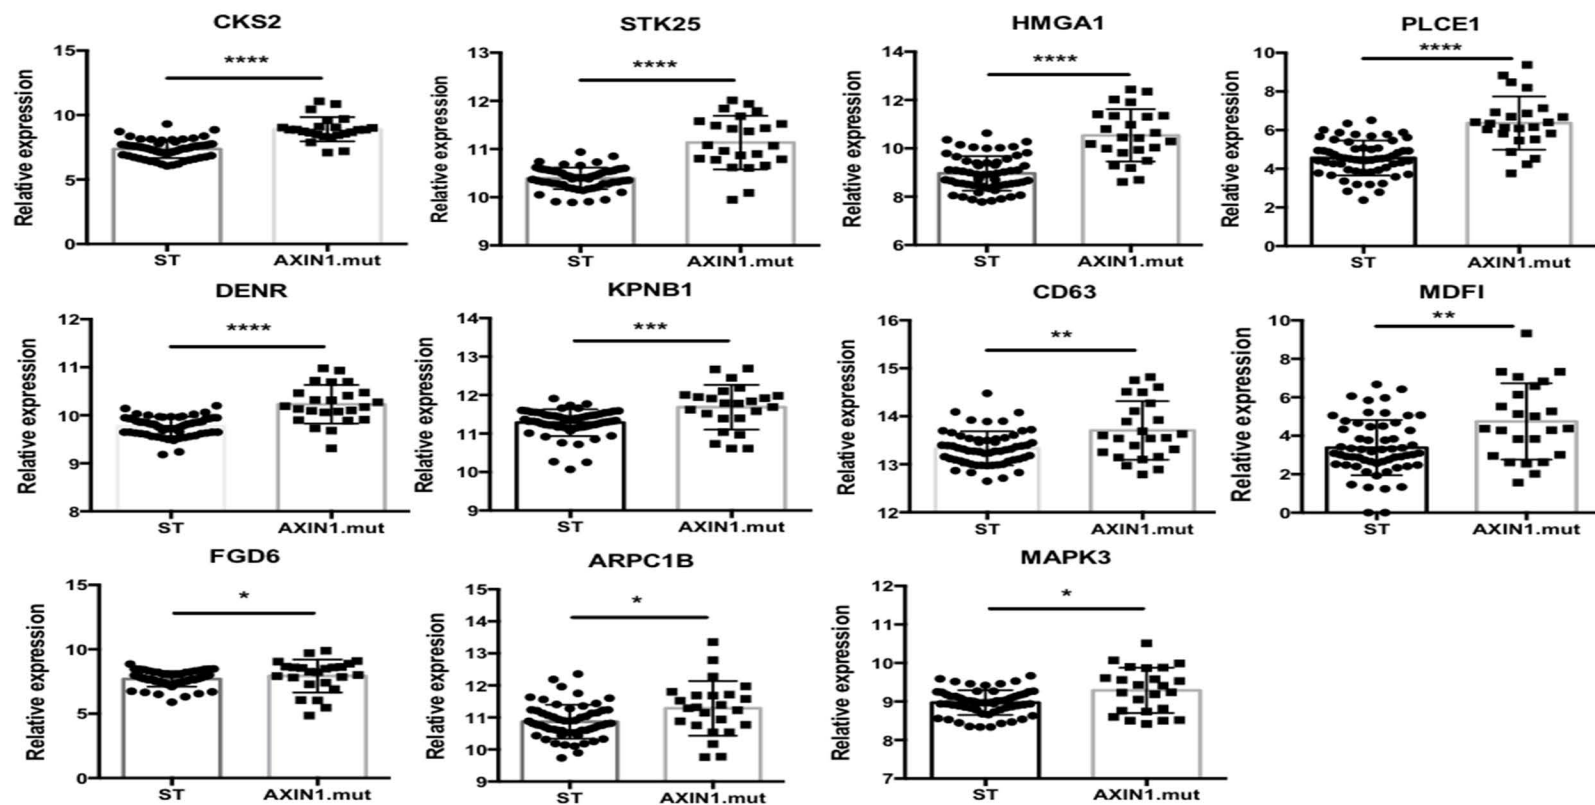 CKS2
STK25
HMGA1
PLCE1
15
10
5
0
Relative expression
****
ST
AXIN1.mut
13
12
11
10
9
Relative expression
****
ST
AXIN1.mut
14
12
10
8
6
Relative expression
****
ST
AXIN1.mut
10
8
6
4
2
0
Relative expression
****
ST
AXIN1.mut
DENR
KPNB1
CD63
MDFI
12
11
10
9
8
Relative expression
****
ST
AXIN1.mut
14
13
12
11
10
9
Relative expression
***
ST
AXIN1.mut
16
15
14
13
12
Relative expression
**
ST
AXIN1.mut
10
8
6
4
2
0
Relative expression
**
ST
AXIN1.mut
FGD6
ARPC1B
MAPK3
15
10
5
0
Relative expression
*
ST
AXIN1.mut
15
14
13
12
11
10
9
Relative expression
*
ST
AXIN1.mut
12
11
10
9
8
7
Relative expression
*
ST
AXIN1.mut